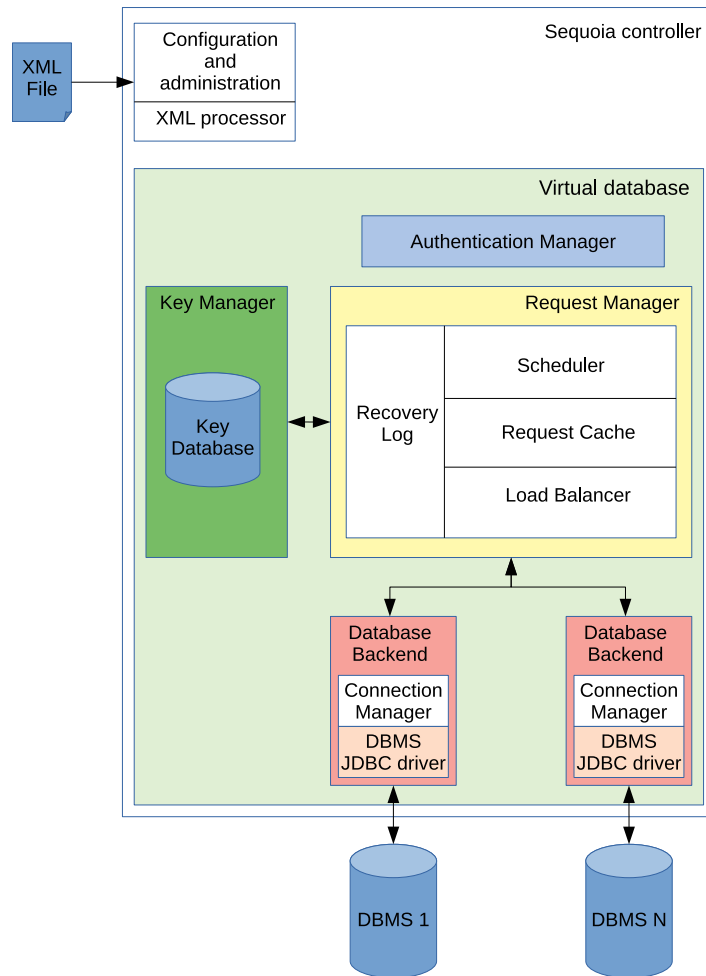 Sequoia controller
XML
File
Configuration
and
administration
XML processor
Virtual database
Authentication Manager
Key Manager
Key
Database
Request Manager
Recovery
Log
Scheduler
Request Cache
Load Balancer
Database
Backend
Connection
Manager
DBMS
JDBC driver
Database
Backend
Connection
Manager
DBMS
JDBC driver
DBMS 1
DBMS N